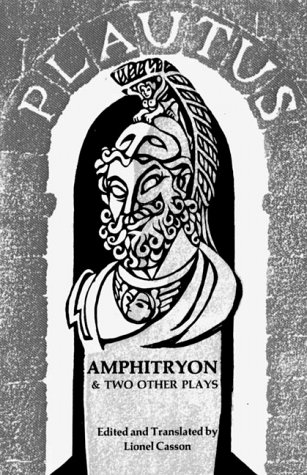 PLAUTUS
AMPHITRYON
& TWO OTHER PLAYS
Edited and Translated by
Lionel Casson